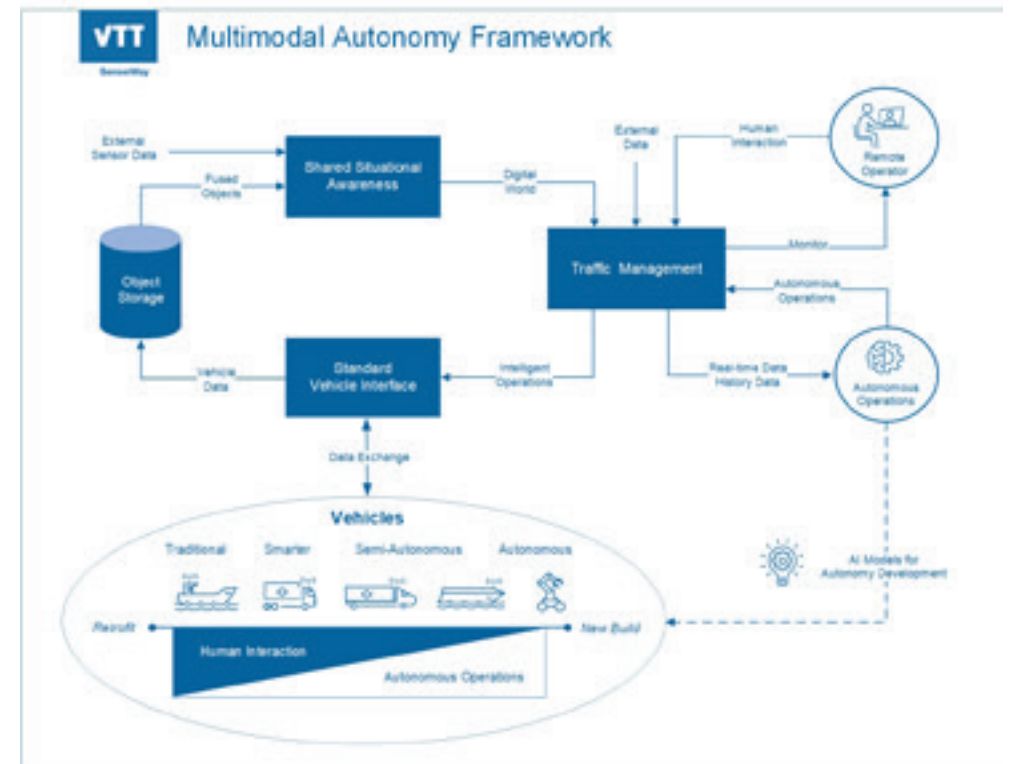 VTT
SenseWay
Multimodal Autonomy Framework
External
Sensor Data
Fused
Objects
Shared Situational
Awareness
Digital
World
External
Data
Human
Interaction
Remote
Operator
Monitor
Traffic Management
Autonomous
Operations
Object
Storage
Vehicle
Data
Standard
Vehicle Interface
Intelligent
Operations
Real-time Data
History Data
Autonomous
Operations
Data Exchange
Vehicles
Traditional
Smarter
Semi-Autonomous
Autonomous
AI Models for
Autonomy Development
New Build
Human Interaction
Autonomous Operations